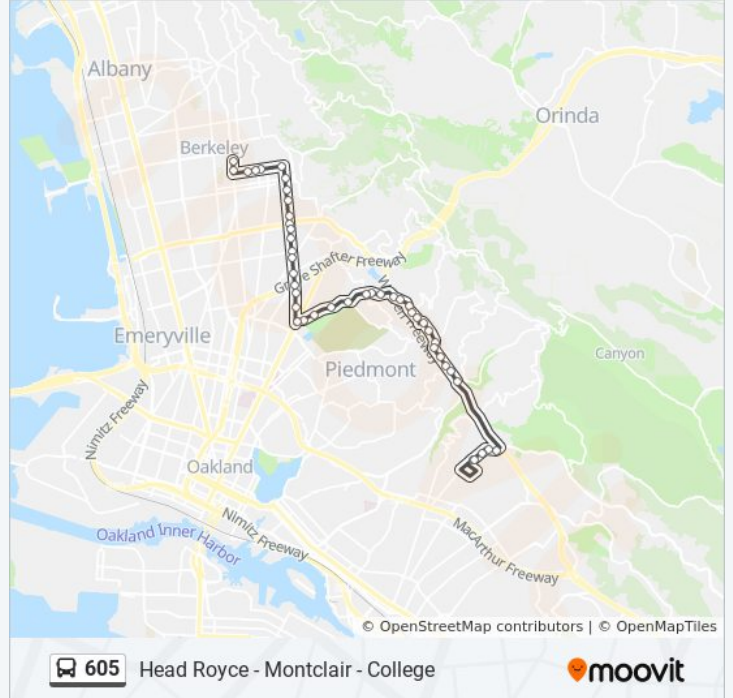 Albany
Orinda
Berkeley
Grove Shafter Freeway
Warren Freeway
Emeryville
Canyon
Piedmont
Nimitz Freeway
Oakland
Nimitz Freeway
MacArthur Freeway
Oakland Inner Harbor
© OpenStreetMap contributors | © OpenMapTiles
605 Head Royce - Montclair - College moovit